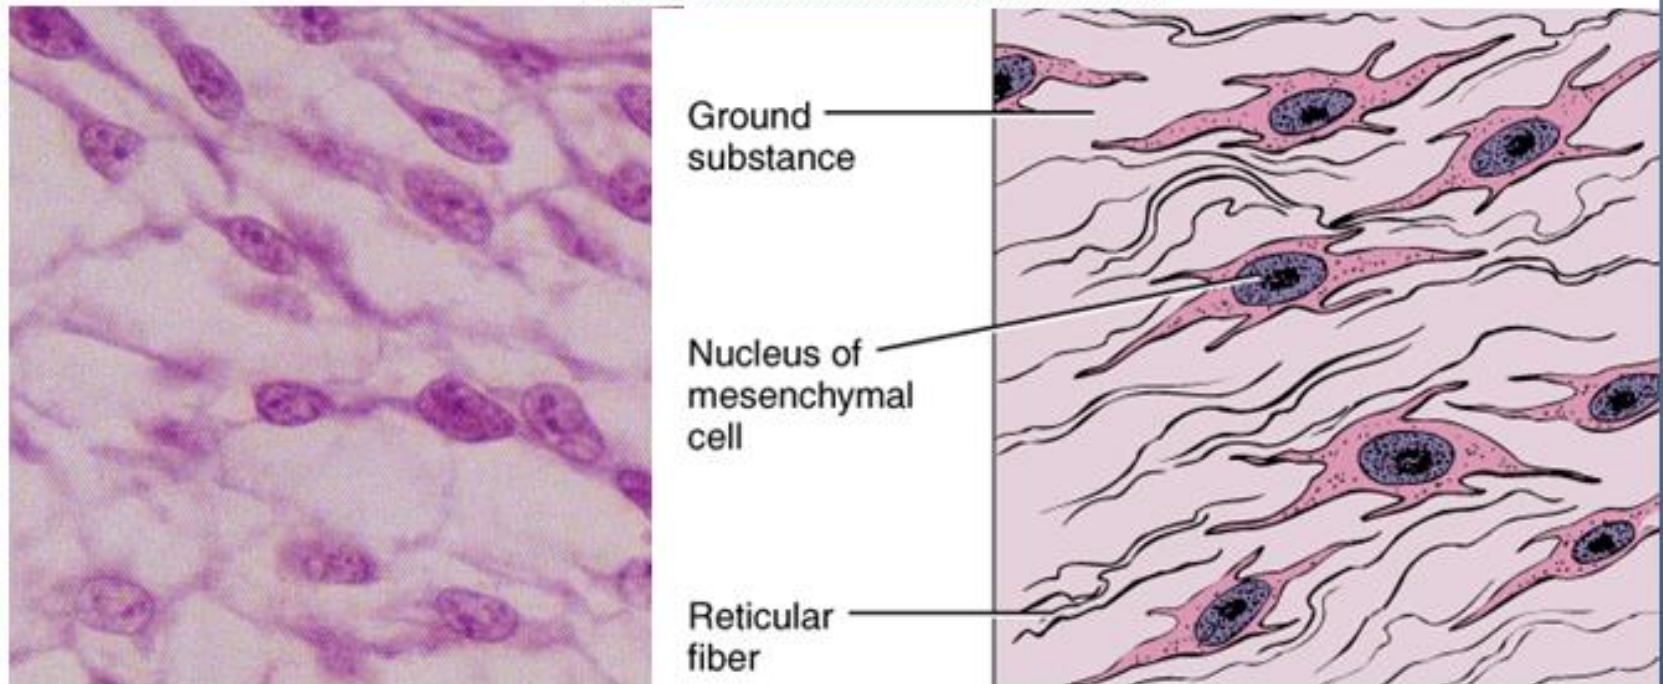 Ground
substance
Nucleus of
mesenchymal
cell
Reticular
fiber